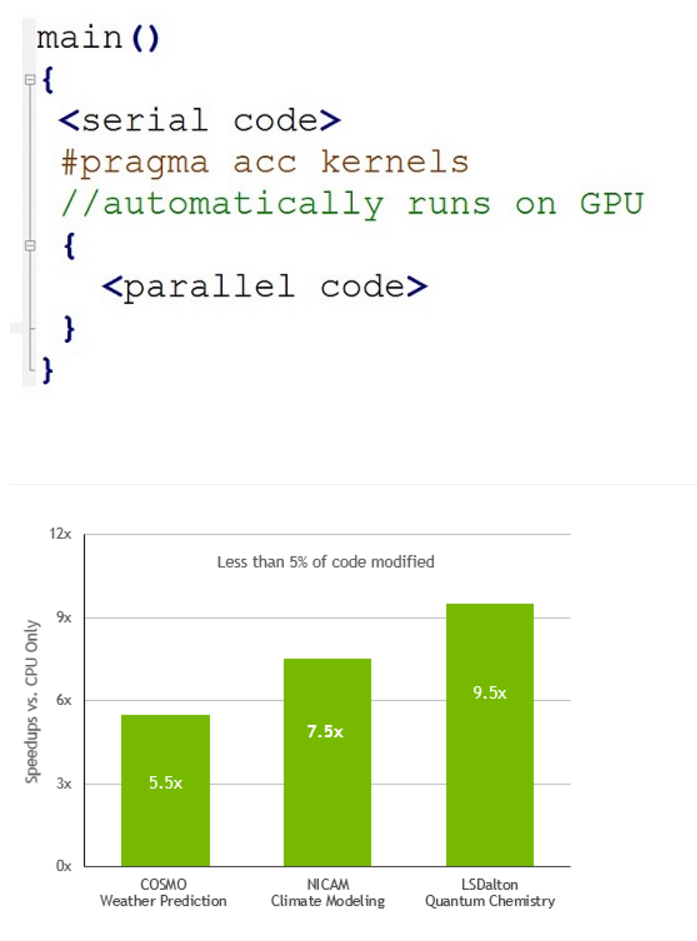 main()
{
<serial code>
#pragma acc kernels
//automatically runs on GPU
{
<parallel code>
}
}
12x
Less than 5% of code modified
9x
6x
3x
0x
Speedups vs. CPU Only
5.5x
7.5x
9.5x
COSMO
Weather Prediction
NICAM
Climate Modeling
LSDalton
Quantum Chemistry